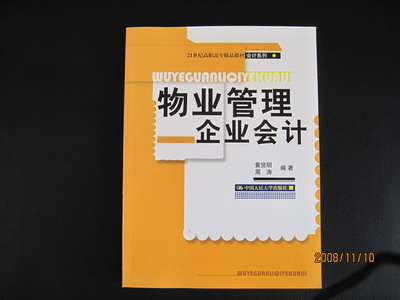 21世纪高职高专精品教材 会计系列
WUYEGUANLIQIYEKUAIJI
物业管理
企业会计
黄贤明
周涛
编著
中国人民大学出版社
2008/11/10
WUYEGUANLIQIYEKUAIJI